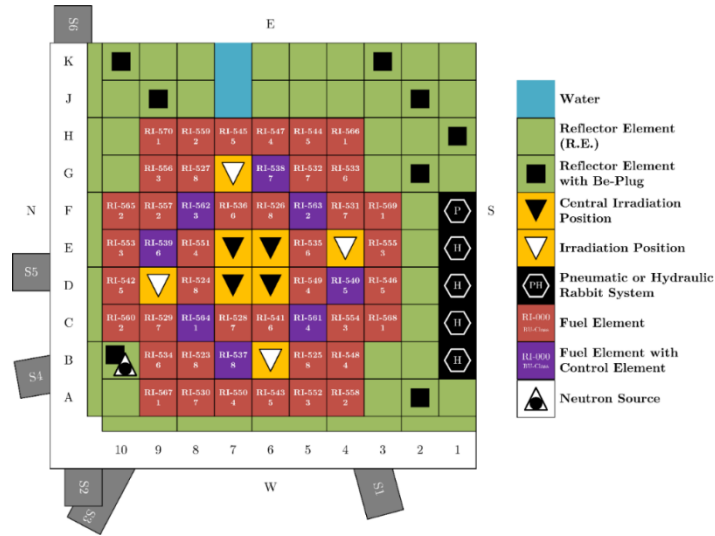 S6
E
K
J
H RI-570 1 RI-550 2 RI-545 5 RI-547 4 RI-544 5 RI-566 1
G RI-556 3 RI-527 8 RI-538 7 RI-532 7 RI-533 6
N
F RI-565 2 RI-557 2 RI-562 3 RI-536 6 RI-526 8 RI-563 2 RI-531 7 RI-569 1 P
S
E RI-553 3 RI-539 6 RI-551 4 RI-535 6 RI-555 3 H
S5
D RI-542 5 RI-524 8 RI-549 4 RI-540 5 RI-546 5 H
C RI-560 2 RI-529 7 RI-564 1 RI-528 7 RI-541 6 RI-561 4 RI-554 3 RI-568 1 H
S4
B RI-534 6 RI-523 8 RI-537 8 RI-525 8 RI-548 4 H
A RI-567 1 RI-530 7 RI-550 4 RI-543 5 RI-552 3 RI-558 2
10 9 8 7 6 5 4 3 2 1
S2
S3
W
S1
Water
Reflector Element
(R.E.)
Reflector Element
with Be-Plug
Central Irradiation
Position
Irradiation Position
PH
Pneumatic or Hydraulic
Rabbit System
RI-000
BU-Class
Fuel Element
RI-000
BU-Class
Fuel Element with
Control Element
Neutron Source